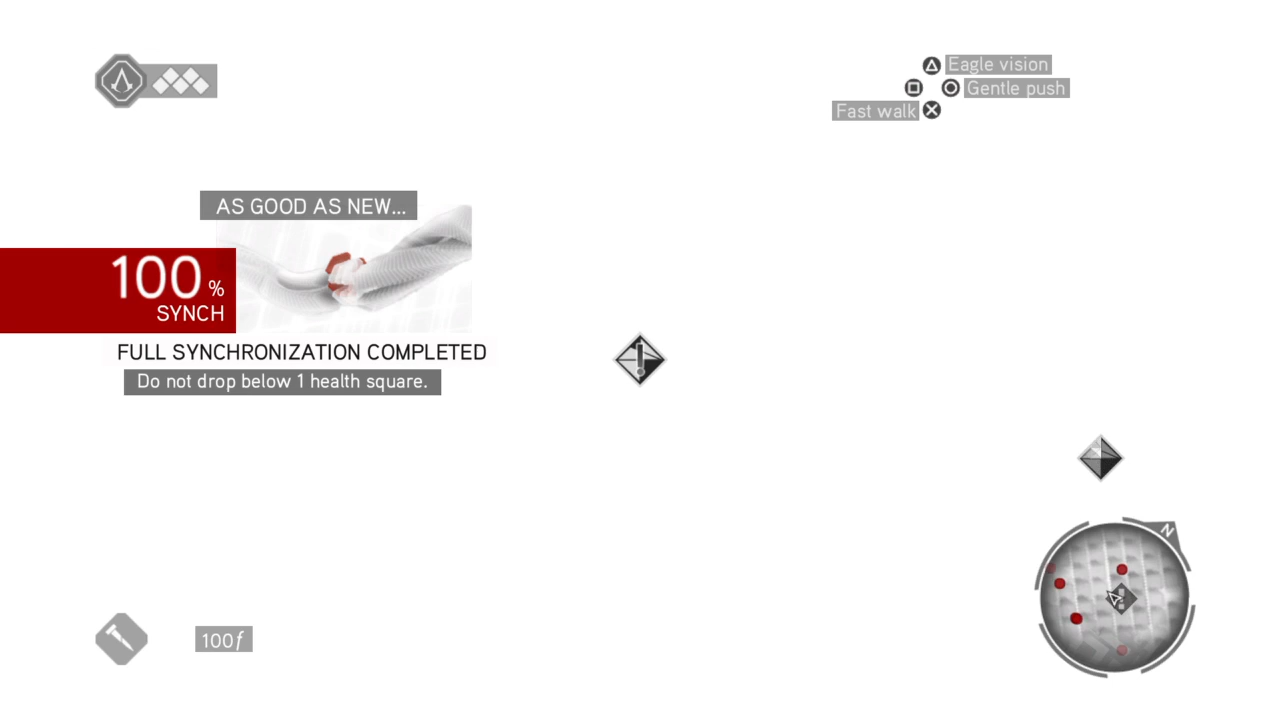 Eagle vision
Gentle push
Fast walk
AS GOOD AS NEW...
100 %
SYNCH
FULL SYNCHRONIZATION COMPLETED
Do not drop below 1 health square.
N
100ƒ